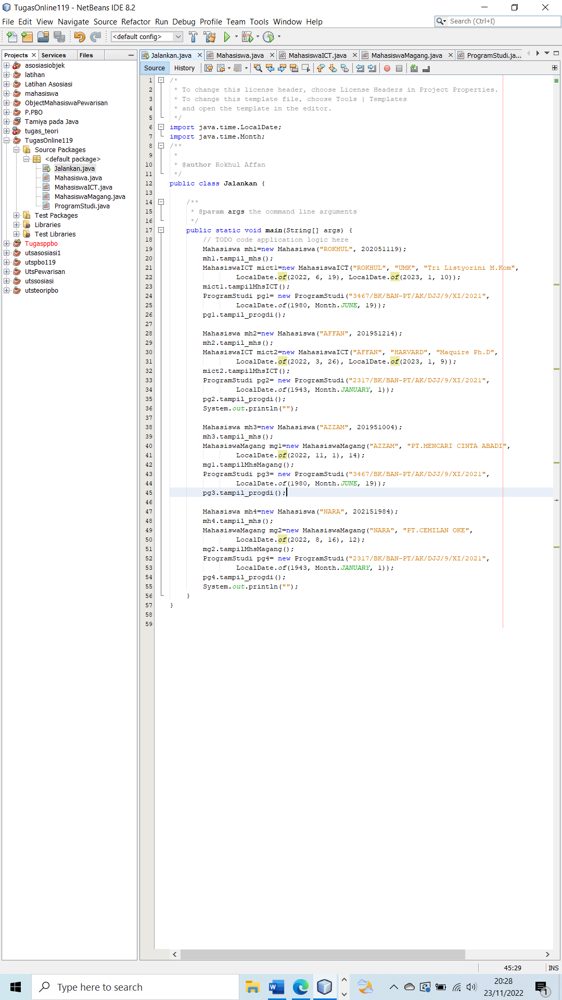 TugasOnline119 - NetBeans IDE 8.2
File Edit View Navigate Source Refactor Run Debug Profile Team Tools Window Help
Search (Ctrl+I)
<default config>
Projects Services Files
asosiasiobjek
latihan
Latihan Asosiasi
mahasiswa
ObjectMahasiswaPewarisan
P.PBO
Tamiya pada Java
tugas_teori
TugasOnline119
Source Packages
<default package>
Jalankan.java
Mahasiswa.java
MahasiswaICT.java
MahasiswaMagang.java
ProgramStudi.java
Test Packages
Libraries
Test Libraries
Tugasppbo
utsasosiasi1
utspbo119
UtsPewarisan
utssosiasi
utsteoripbo
Jalankan.java Mahasiswa.java MahasiswaICT.java MahasiswaMagang.java ProgramStudi.ja...
Source History
1 /*
2 * To change this license header, choose License Headers in Project Properties.
3 * To change this template file, choose Tools | Templates
4 * and open the template in the editor.
5 */
6 import java.time.LocalDate;
7 import java.time.Month;
8 /**
9 *
10 * @author Rokhul Affan
11 */
12 public class Jalankan {
13
14 /**
15 * @param args the command line arguments
16 */
17 public static void main(String[] args) {
18 // TODO code application logic here
19 Mahasiswa mh1=new Mahasiswa("ROKHUL", 202051119);
20 mh1.tampil_mhs();
21 MahasiswaICT mict1=new MahasiswaICT("ROKHUL", "UMK", "Tri Listyorini M.Kom",
22 LocalDate.of(2022, 6, 19), LocalDate.of(2023, 1, 10));
23 mict1.tampilMhsICT();
24 ProgramStudi pg1= new ProgramStudi("3467/BK/BAN-PT/AK/DJJ/9/XI/2021",
25 LocalDate.of(1980, Month.JUNE, 19));
26 pg1.tampil_progdi();
27
28 Mahasiswa mh2=new Mahasiswa("AFFAN", 201951214);
29 mh2.tampil_mhs();
30 MahasiswaICT mict2=new MahasiswaICT("AFFAN", "HARVARD", "Maquire Ph.D",
31 LocalDate.of(2022, 3, 26), LocalDate.of(2023, 1, 9));
32 mict2.tampilMhsICT();
33 ProgramStudi pg2= new ProgramStudi("2317/BK/BAN-PT/AK/DJJ/9/XI/2021",
34 LocalDate.of(1943, Month.JANUARY, 1));
35 pg2.tampil_progdi();
36 System.out.println("");
37
38 Mahasiswa mh3=new Mahasiswa("AZZAM", 201951004);
39 mh3.tampil_mhs();
40 MahasiswaMagang mg1=new MahasiswaMagang("AZZAM", "PT.MENCARI CINTA ABADI",
41 LocalDate.of(2022, 11, 1), 14);
42 mg1.tampilMhsMagang();
43 ProgramStudi pg3= new ProgramStudi("3467/BK/BAN-PT/AK/DJJ/9/XI/2021",
44 LocalDate.of(1980, Month.JUNE, 19));
45 pg3.tampil_progdi();
46
47 Mahasiswa mh4=new Mahasiswa("NARA", 202151984);
48 mh4.tampil_mhs();
49 MahasiswaMagang mg2=new MahasiswaMagang("NARA", "PT.CEMILAN OKE",
50 LocalDate.of(2022, 8, 16), 12);
51 mg2.tampilMhsMagang();
52 ProgramStudi pg4= new ProgramStudi("2317/BK/BAN-PT/AK/DJJ/9/XI/2021",
53 LocalDate.of(1943, Month.JANUARY, 1));
54 pg4.tampil_progdi();
55 System.out.println("");
56 }
57 }
58
59
45:29 INS
Type here to search
20:28
23/11/2022
1